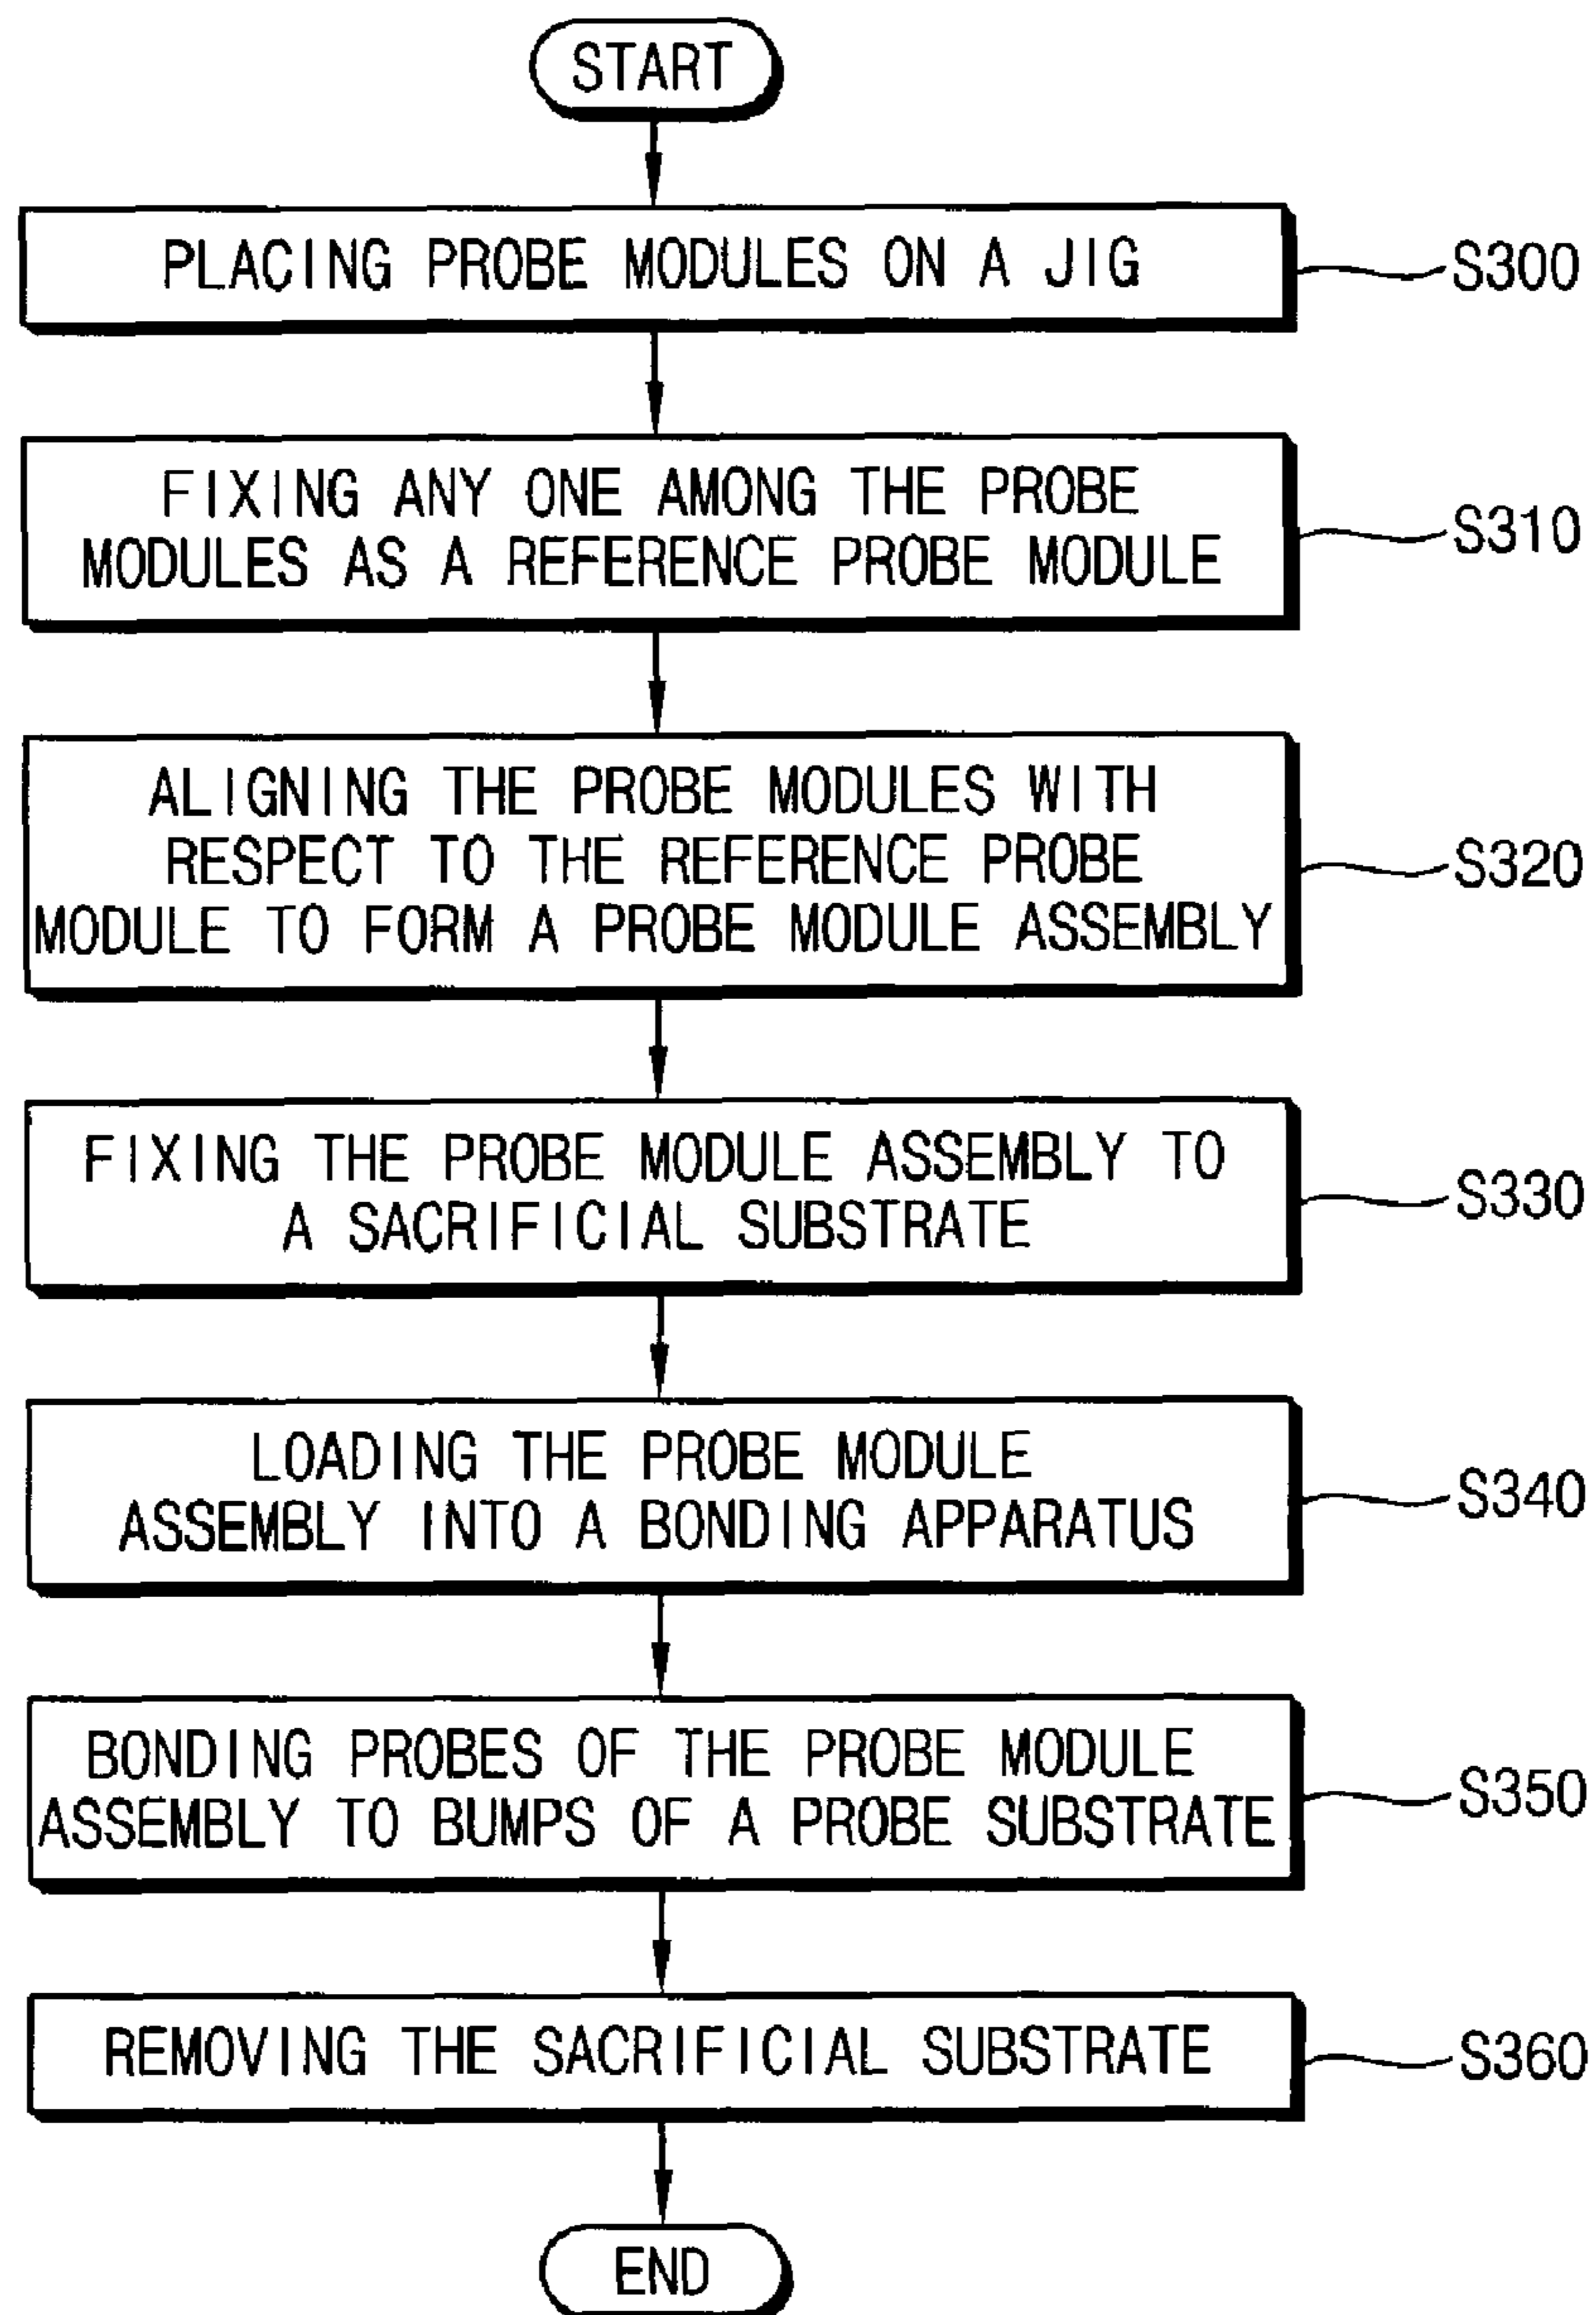 START
PLACING PROBE MODULES ON A JIG
S300
FIXING ANY ONE AMONG THE PROBE
MODULES AS A REFERENCE PROBE MODULE
S310
ALIGNING THE PROBE MODULES WITH
RESPECT TO THE REFERENCE PROBE
MODULE TO FORM A PROBE MODULE ASSEMBLY
S320
FIXING THE PROBE MODULE ASSEMBLY TO
A SACRIFICIAL SUBSTRATE
S330
LOADING THE PROBE MODULE
ASSEMBLY INTO A BONDING APPARATUS
S340
BONDING PROBES OF THE PROBE MODULE
ASSEMBLY TO BUMPS OF A PROBE SUBSTRATE
S350
REMOVING THE SACRIFICIAL SUBSTRATE
S360
END